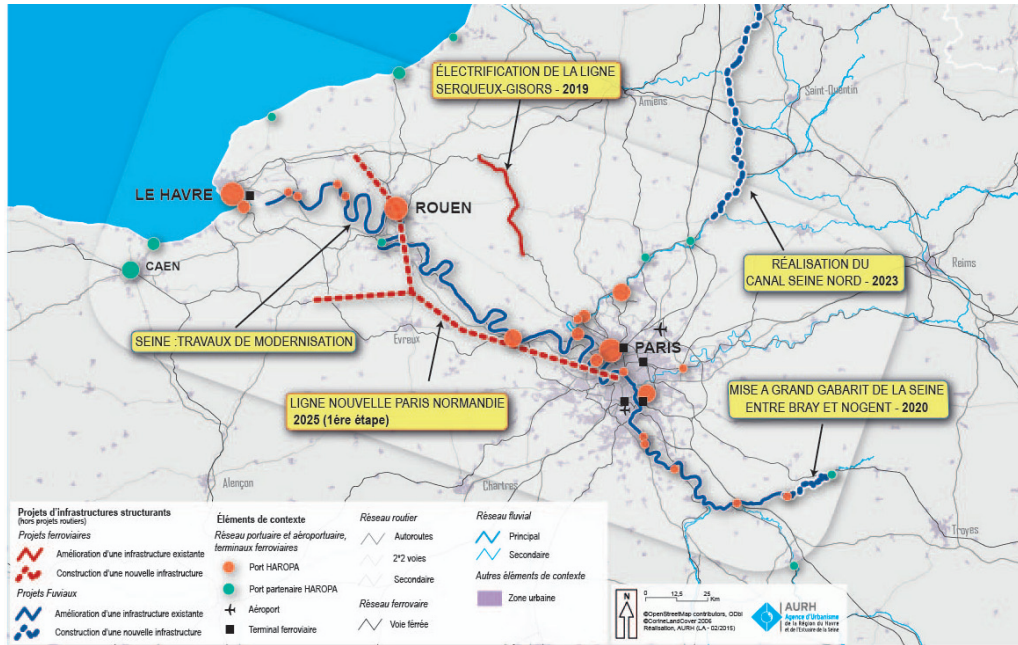 ÉLECTRIFICATION DE LA LIGNE
SERQUEUX-GISORS - 2019
Saint-Quentin
Amiens
LE HAVRE
ROUEN
CAEN
RÉALISATION DU
CANAL SEINE NORD - 2023
Reims
SEINE :TRAVAUX DE MODERNISATION
Evreux
PARIS
LIGNE NOUVELLE PARIS NORMANDIE
2025 (1ére étape)
MISE A GRAND GABARIT DE LA SEINE
ENTRE BRAY ET NOGENT - 2020
Alençon
Chartres
Troyes
Projets d'infrastructures structurants
(hors projets routiers)
Projets ferroviaires
Amélioration d'une infrastructure existante
Construction d'une nouvelle infrastructure
Projets Fuviaux
Amélioration d'une infrastructure existante
Construction d'une nouvelle infrastructure
Éléments de contexte
Réseau portuaire et aéroportuaire,
terminaux ferroviaires
Port HAROPA
Port partenaire HAROPA
Aéroport
Terminal ferroviaire
Réseau routier
Autoroutes
2*2 voies
Secondaire
Réseau ferrovaire
Voie férrée
Réseau fluvial
Principal
Secondaire
Autres éléments de contexte
Zone urbaine
N
0 12,5 25
Km
©OpenStreetMap contributors, ODbl
©CorineLandCover 2006
Réalisation, AURH (LA - 02/2015)
AURH
Agence d'Urbanisme
de la Région du Havre
et de l'Estuaire de la Seine